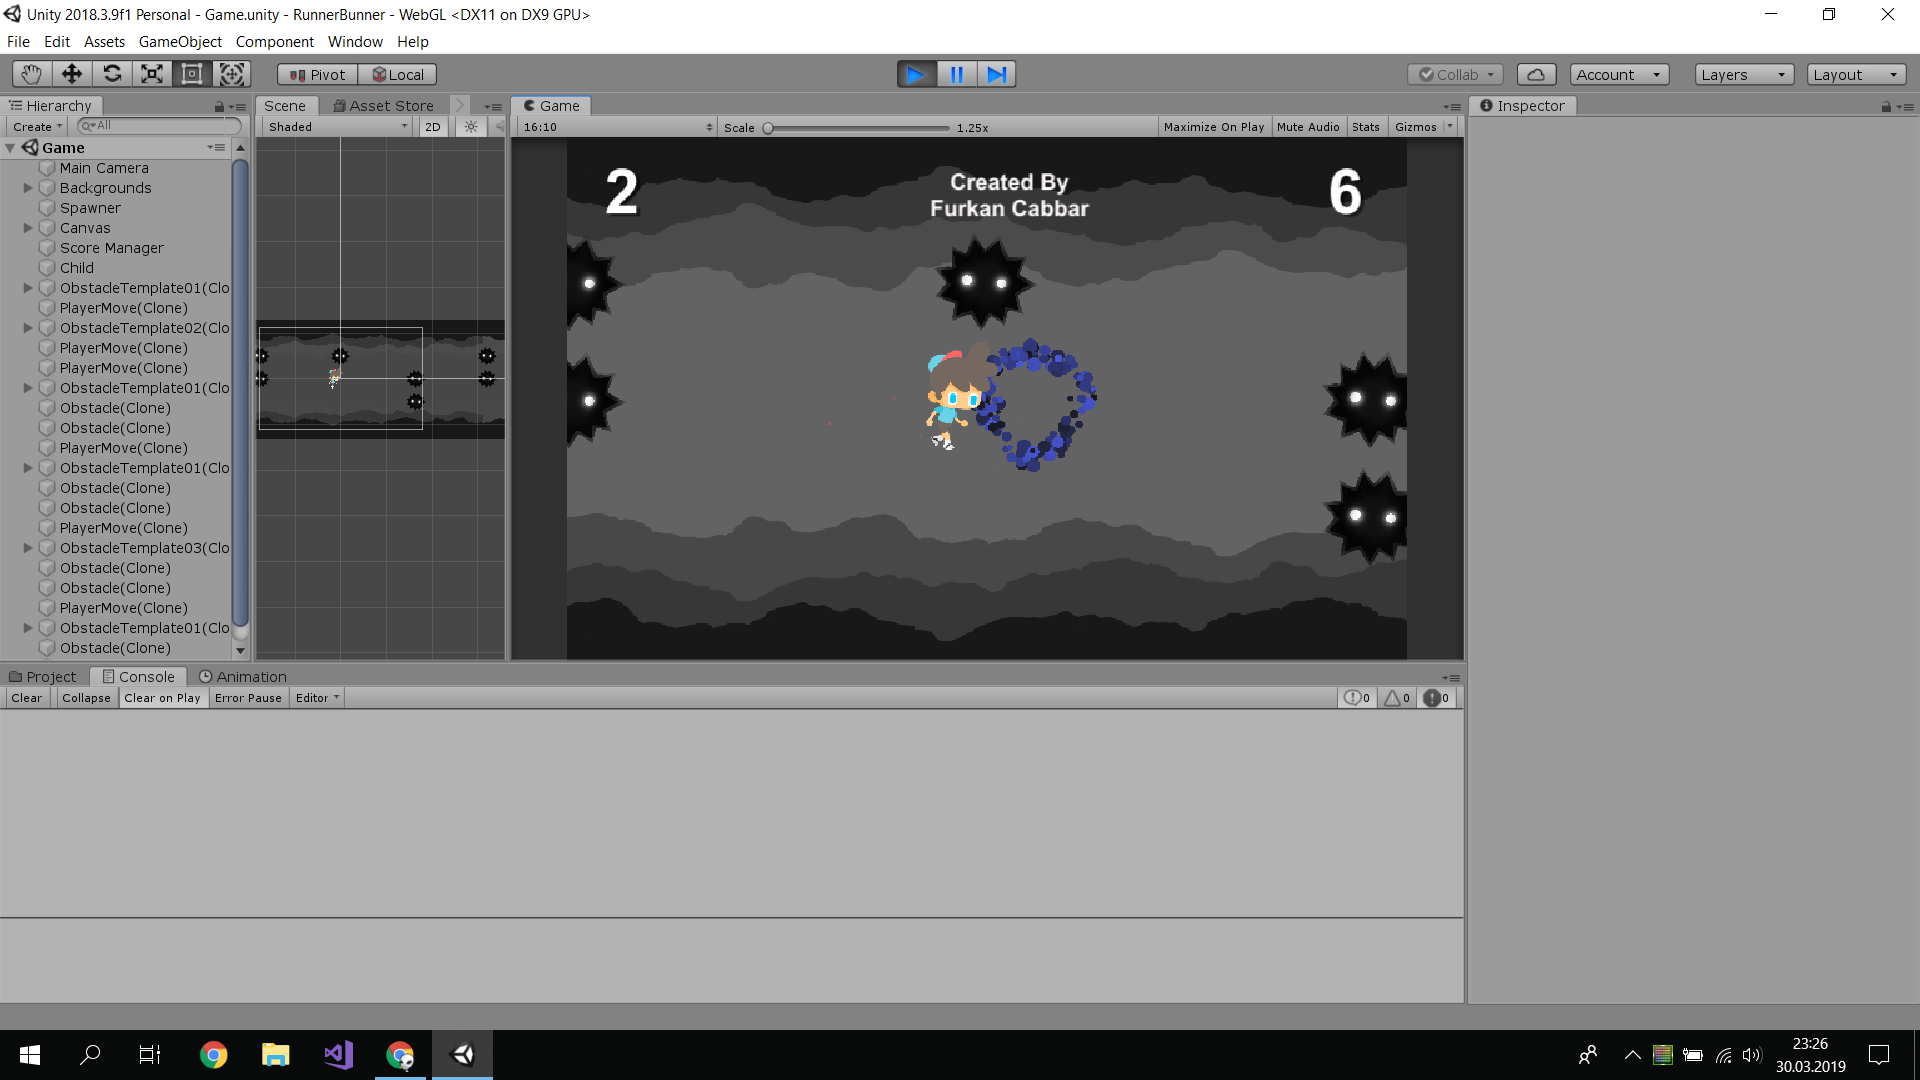 Unity 2018.3.9f1 Personal - Game.unity - RunnerBunner - WebGL <DX11 on DX9 GPU>
File Edit Assets GameObject Component Window Help
Pivot Local Collab Account Layers Layout
Hierarchy Scene Asset Store Game Inspector
Create All Shaded 2D 16:10 Scale 1.25x Maximize On Play Mute Audio Stats Gizmos
Game
Main Camera
Backgrounds
Spawner
Canvas
Score Manager
Child
ObstacleTemplate01(Clo
PlayerMove(Clone)
ObstacleTemplate02(Clo
PlayerMove(Clone)
PlayerMove(Clone)
ObstacleTemplate01(Clo
Obstacle(Clone)
Obstacle(Clone)
PlayerMove(Clone)
ObstacleTemplate01(Clo
Obstacle(Clone)
Obstacle(Clone)
PlayerMove(Clone)
ObstacleTemplate03(Clo
Obstacle(Clone)
Obstacle(Clone)
PlayerMove(Clone)
ObstacleTemplate01(Clo
Obstacle(Clone)
2
Created By
Furkan Cabbar
6
Project Console Animation
Clear Collapse Clear on Play Error Pause Editor 0 0 0
23:26
30.03.2019